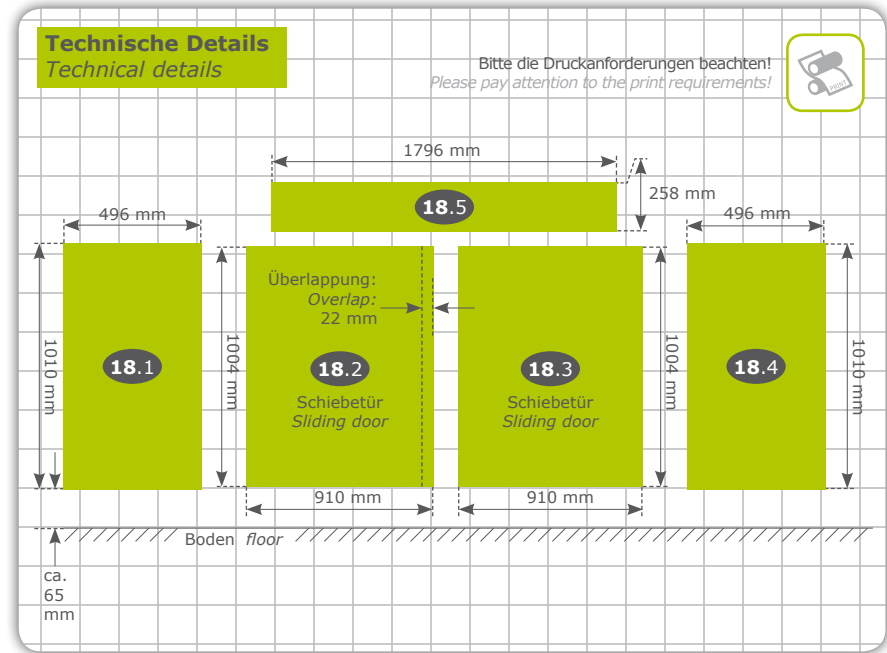 Technische Details
Technical details
Bitte die Druckanforderungen beachten!
Please pay attention to the print requirements!
PRINT
1796 mm
258 mm
18.5
496 mm
496 mm
Überlappung:
Overlap:
22 mm
1010 mm
18.1
1004 mm
18.2
Schiebetür
Sliding door
18.3
Schiebetür
Sliding door
1004 mm
18.4
1010 mm
910 mm
910 mm
Boden floor
ca.
65
mm